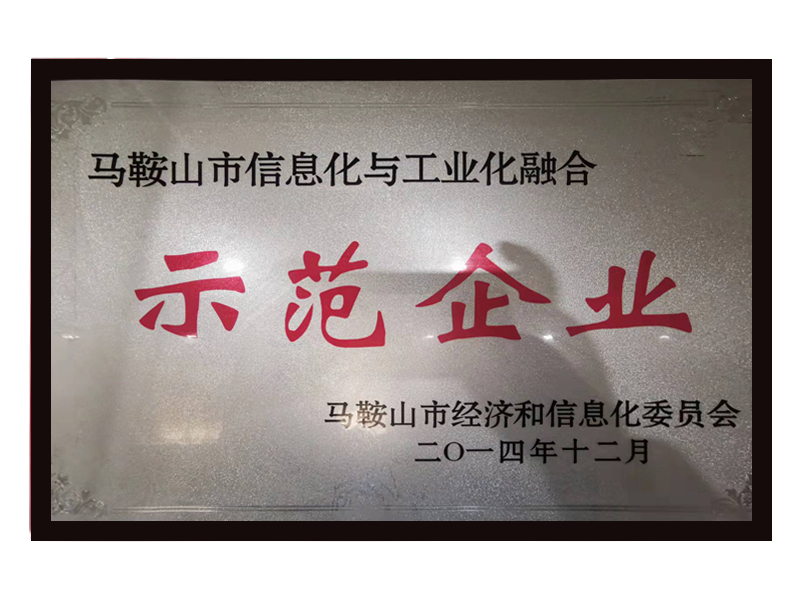 马鞍山市信息化与工业化融合
示范企业
马鞍山市经济和信息化委员会
二〇一四年十二月